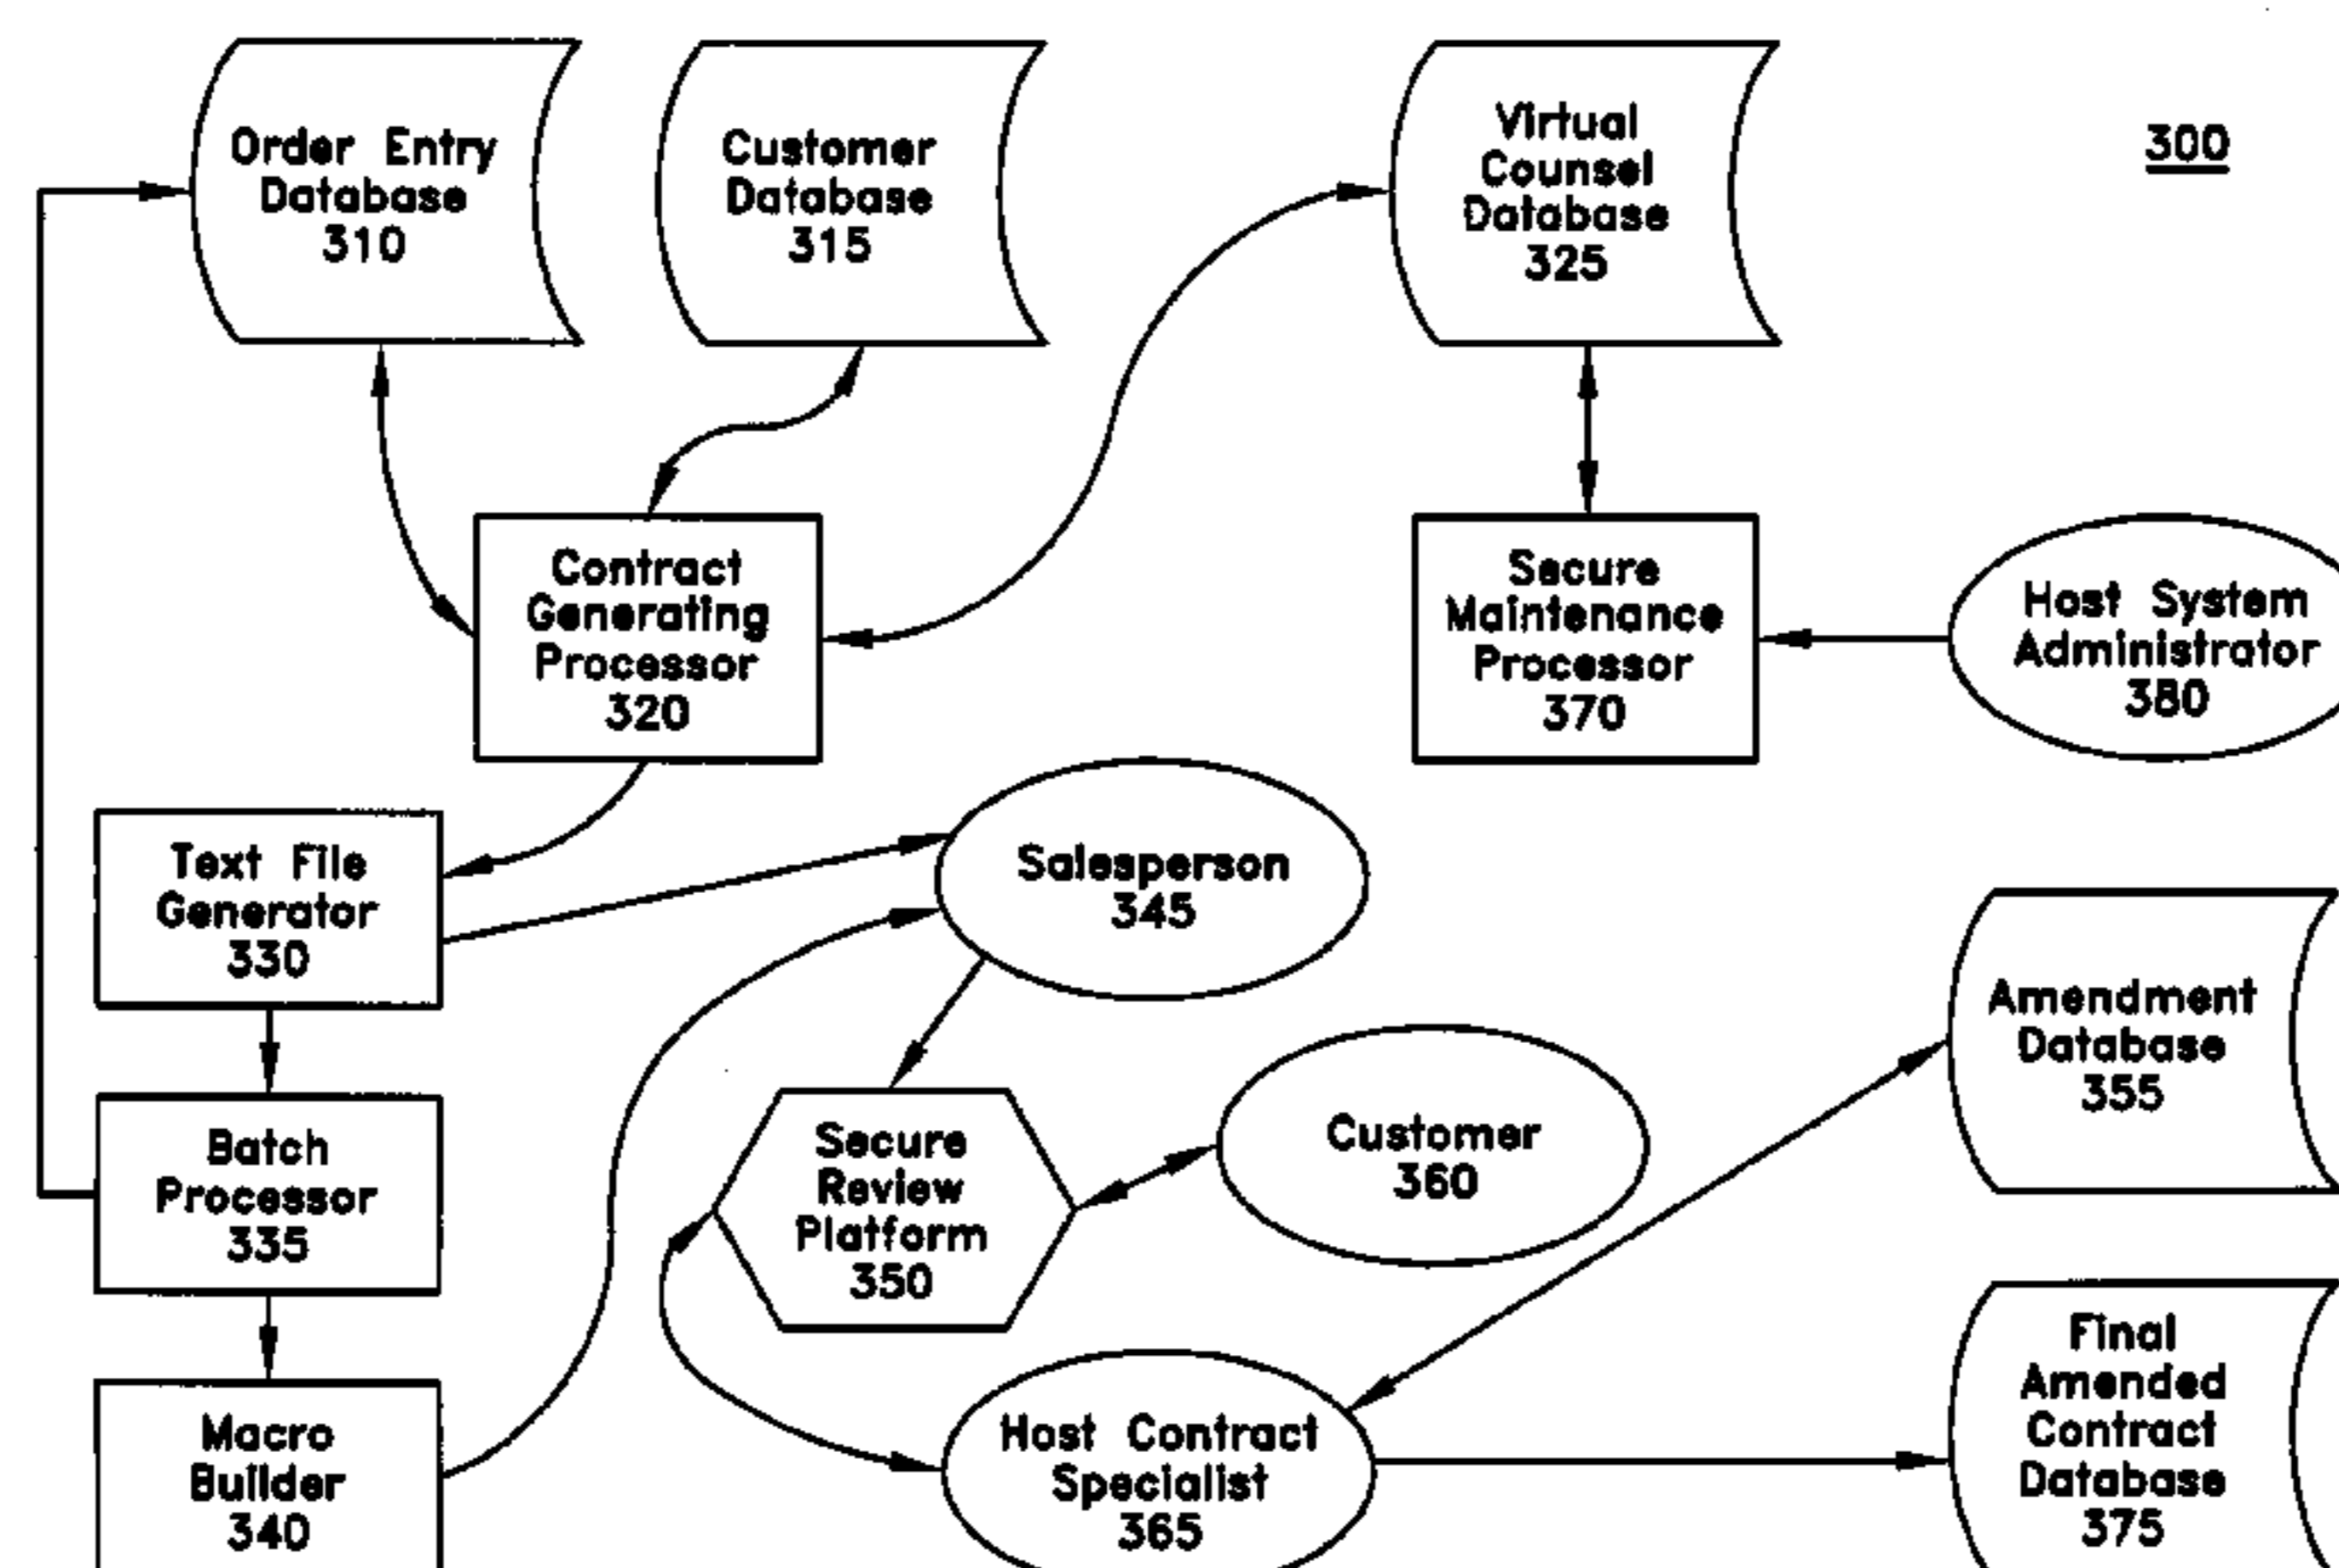 Order Entry
Database
310
Customer
Database
315
Virtual
Counsel
Database
325
300
Contract
Generating
Processor
320
Secure
Maintenance
Processor
370
Host System
Administrator
380
Text File
Generator
330
Salesperson
345
Amendment
Database
355
Batch
Processor
335
Secure
Review
Platform
350
Customer
360
Macro
Builder
340
Host Contract
Specialist
365
Final
Amended
Contract
Database
375